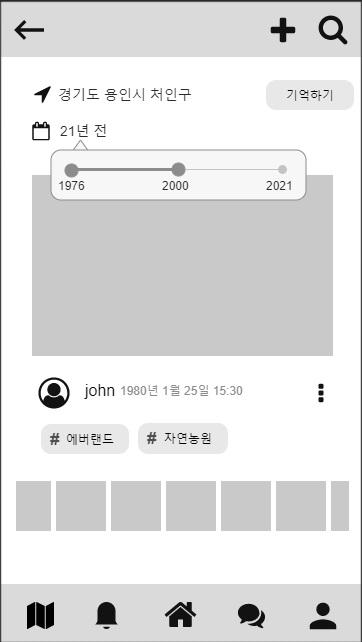 경기도 용인시 처인구
기억하기
21년 전
1976 2000 2021
john 1980년 1월 25일 15:30
# 에버랜드 # 자연농원